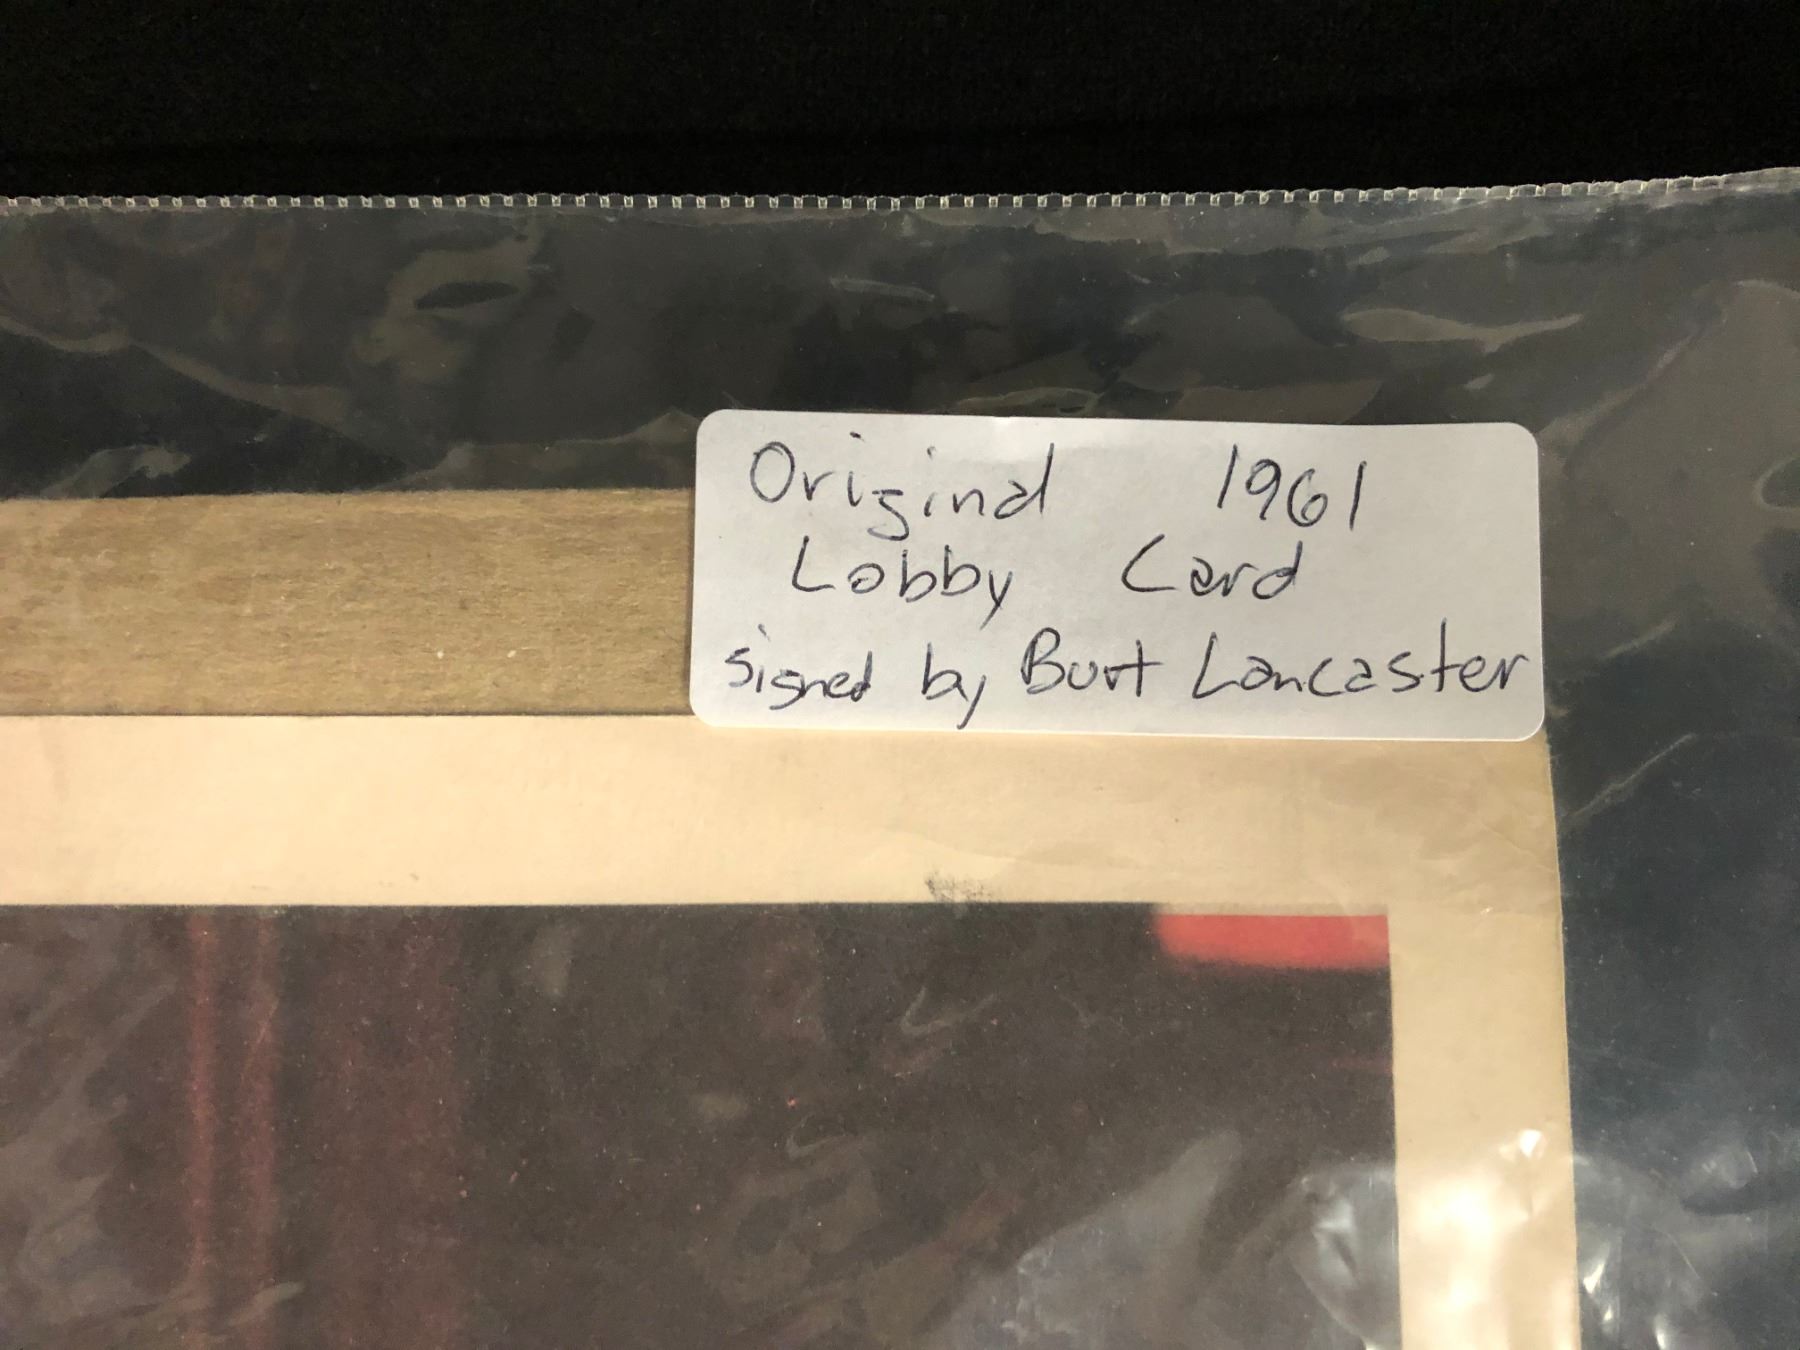 Original 1961
Lobby Card
signed by Burt Lancaster